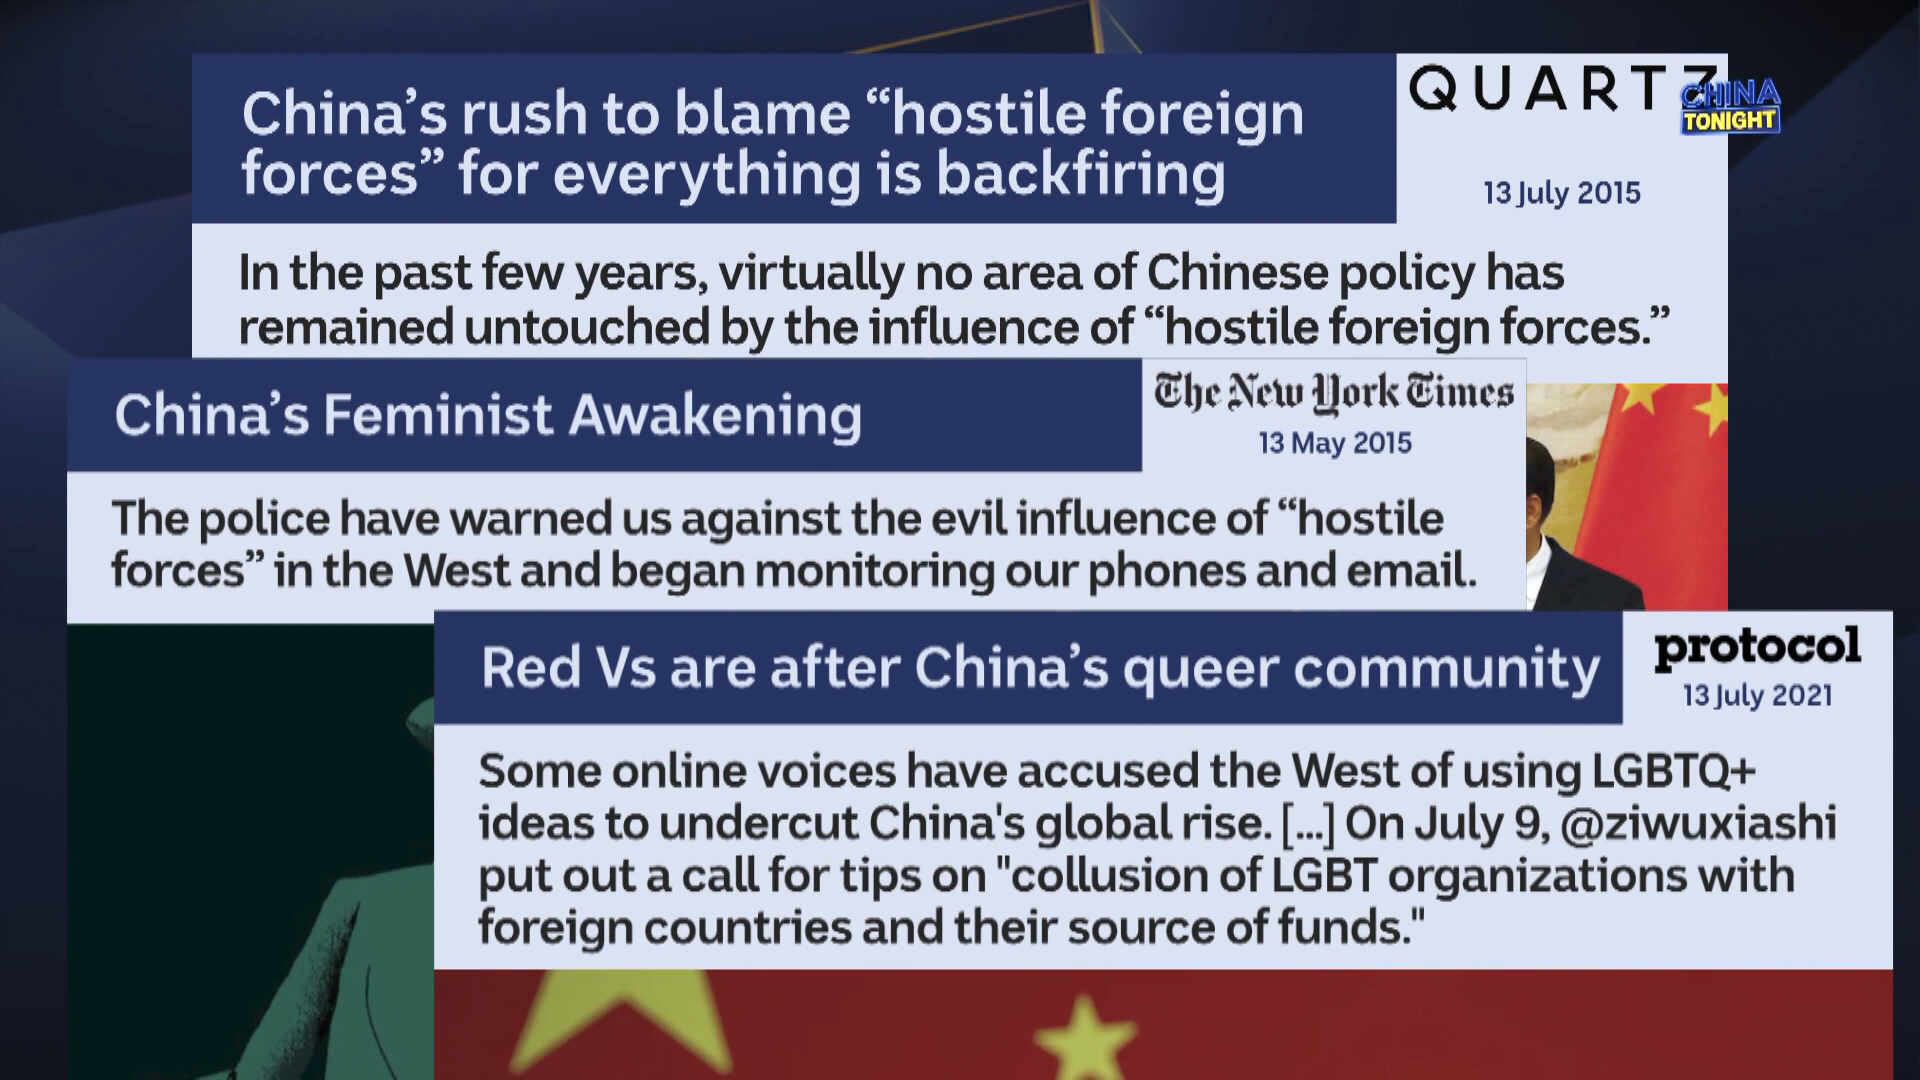 China’s rush to blame “hostile foreign
forces” for everything is backfiring
QUARTZ
CHINA
TONIGHT
13 July 2015
In the past few years, virtually no area of Chinese policy has
remained untouched by the influence of “hostile foreign forces.”
China’s Feminist Awakening
The New York Times
13 May 2015
The police have warned us against the evil influence of “hostile
forces” in the West and began monitoring our phones and email.
Red Vs are after China’s queer community
protocol
13 July 2021
Some online voices have accused the West of using LGBTQ+
ideas to undercut China's global rise. [...] On July 9, @ziwuxiashi
put out a call for tips on "collusion of LGBT organizations with
foreign countries and their source of funds."